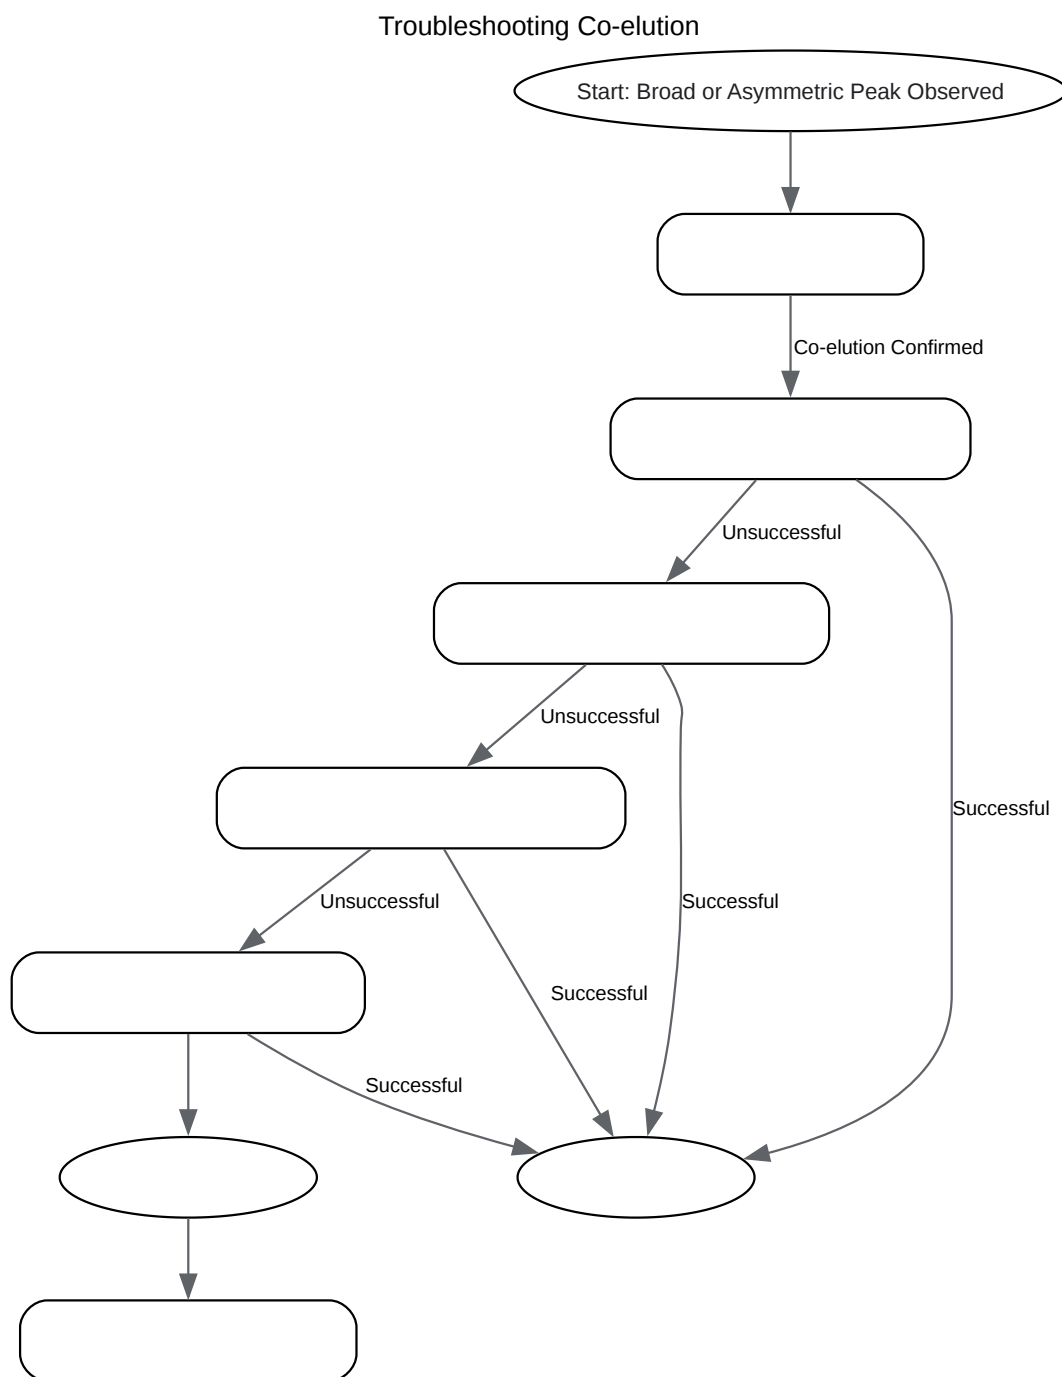 Troubleshooting Co-elution
Start: Broad or Asymmetric Peak Observed
Co-elution Confirmed
Unsuccessful
Unsuccessful
Successful
Unsuccessful
Successful
Successful
Successful